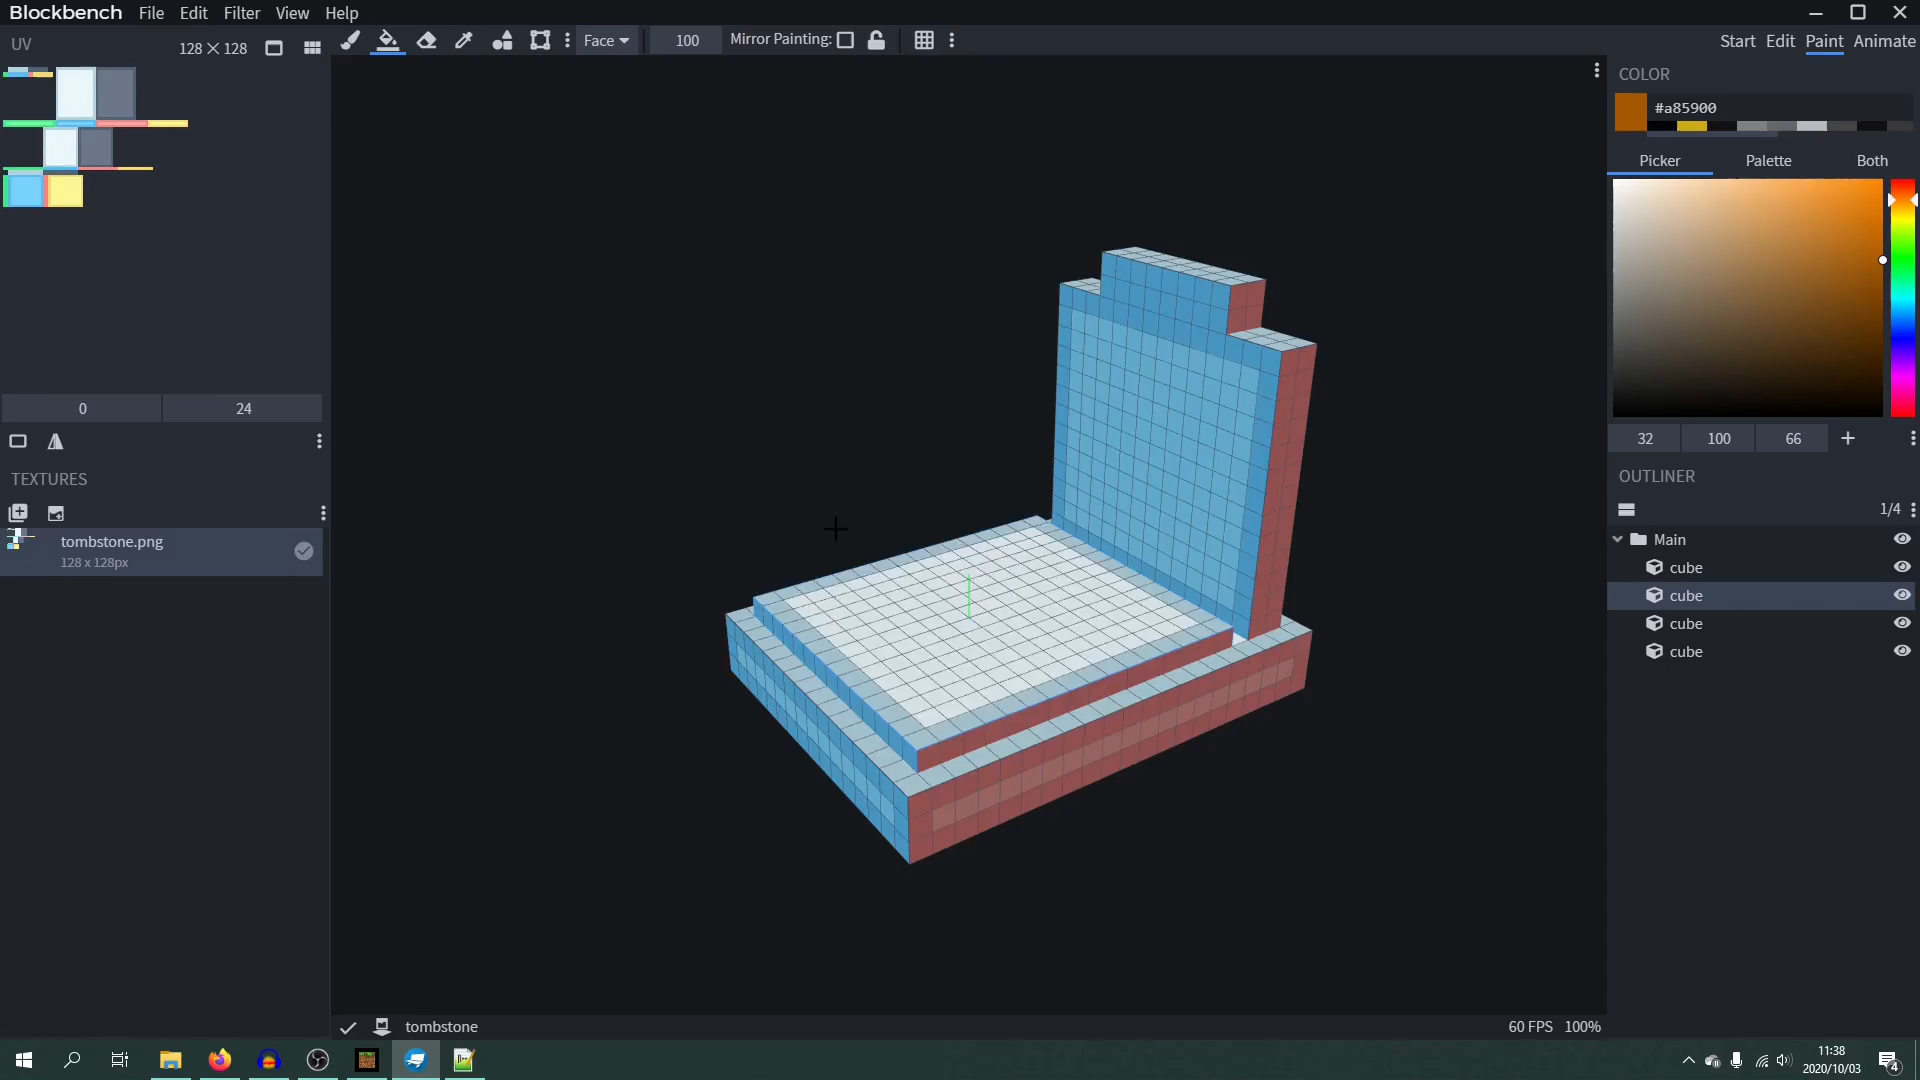 Blockbench File Edit Filter View Help
UV 128 × 128 Face 100 Mirror Painting: Start Edit Paint Animate
COLOR
#a85900
Picker Palette Both
0 24
32 100 66
TEXTURES
OUTLINER
1/4
tombstone.png
128 x 128px
Main
cube
cube
cube
cube
tombstone 60 FPS 100%
11:38
2020/10/03
4